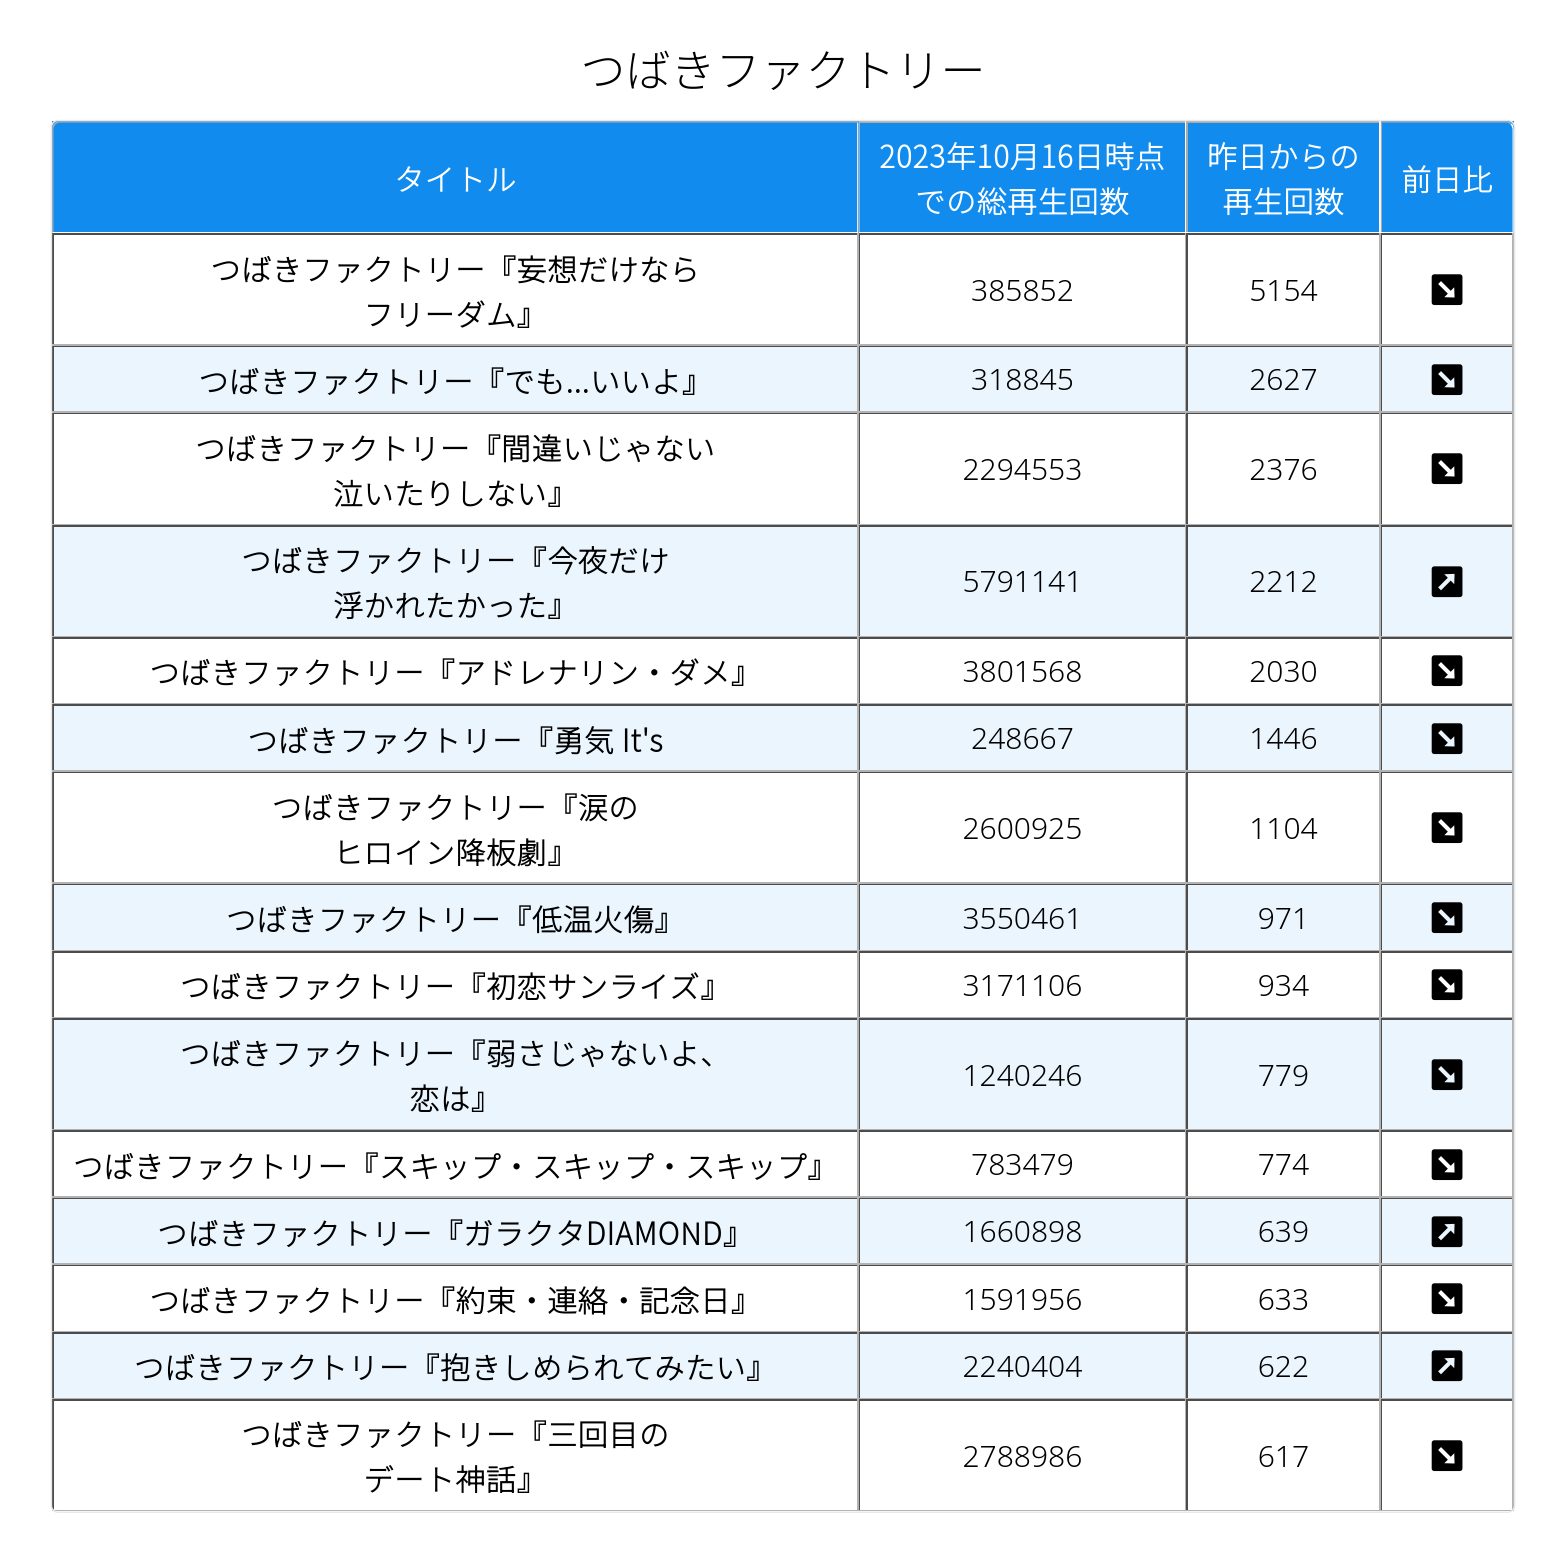 つばきファクトリー
タイトル
2023年10月16日時点
での総再生回数
昨日からの
再生回数
前日比
つばきファクトリー『妄想だけなら
フリーダム』
385852
5154
つばきファクトリー『でも...いいよ』
318845
2627
つばきファクトリー『間違いじゃない
泣いたりしない』
2294553
2376
つばきファクトリー『今夜だけ
浮かれたかった』
5791141
2212
つばきファクトリー『アドレナリン・ダメ』
3801568
2030
つばきファクトリー『勇気 It's
248667
1446
つばきファクトリー『涙の
ヒロイン降板劇』
2600925
1104
つばきファクトリー『低温火傷』
3550461
971
つばきファクトリー『初恋サンライズ』
3171106
934
つばきファクトリー『弱さじゃないよ、
恋は』
1240246
779
つばきファクトリー『スキップ・スキップ・スキップ』
783479
774
つばきファクトリー『ガラクタDIAMOND』
1660898
639
つばきファクトリー『約束・連絡・記念日』
1591956
633
つばきファクトリー『抱きしめられてみたい』
2240404
622
つばきファクトリー『三回目の
デート神話』
2788986
617